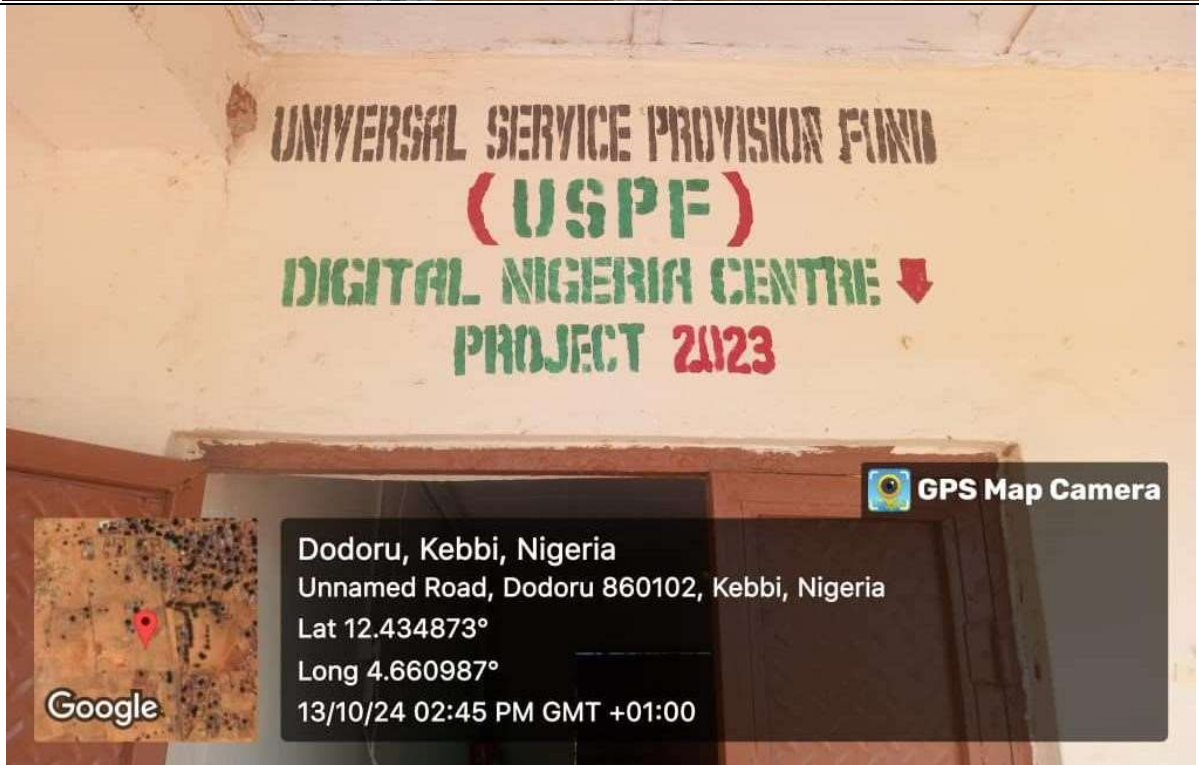 UNIVERSAL SERVICE PROVISION FUND
(USPF)
DIGITAL NIGERIA CENTRE
PROJECT 2023
GPS Map Camera
Dodoru, Kebbi, Nigeria
Unnamed Road, Dodoru 860102, Kebbi, Nigeria
Lat 12.434873°
Long 4.660987°
13/10/24 02:45 PM GMT +01:00
Google